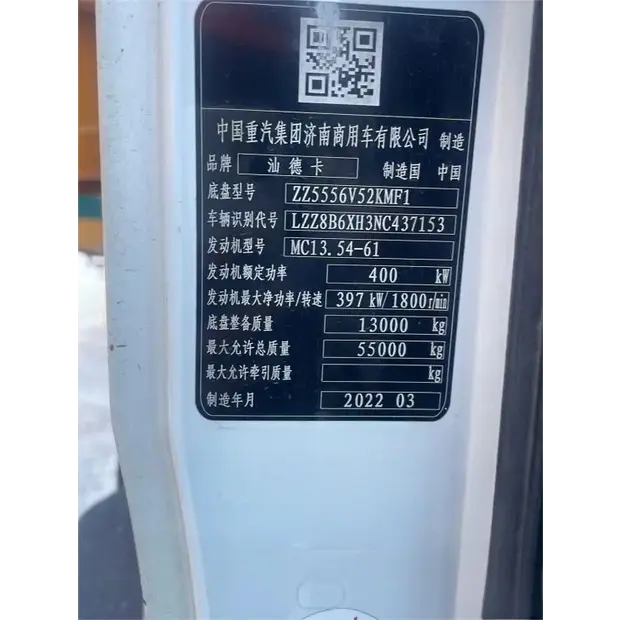 中国重汽集团济南商用车有限公司 制造
品牌 汕德卡 制造国 中国
底盘型号 ZZ5556V52KMF1
车辆识别代号 LZZ8B6XH3NC437153
发动机型号 MC13.54-61
发动机额定功率 400 kW
发动机最大净功率/转速 397 kW/1800r/min
底盘整备质量 13000 kg
最大允许总质量 55000 kg
最大允许牵引质量 kg
制造年月 2022 03